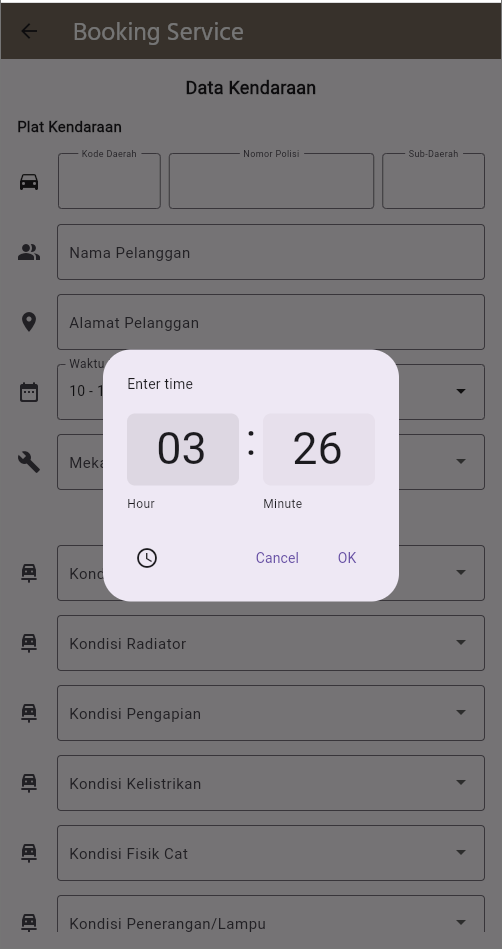 Booking Service
Data Kendaraan
Plat Kendaraan
Kode Daerah
Nomor Polisi
Sub-Daerah
Nama Pelanggan
Alamat Pelanggan
Waktu
10 - 1
Enter time
03 : 26
Hour
Minute
Meka
Cancel
OK
Kond
Kondisi Radiator
Kondisi Pengapian
Kondisi Kelistrikan
Kondisi Fisik Cat
Kondisi Penerangan/Lampu